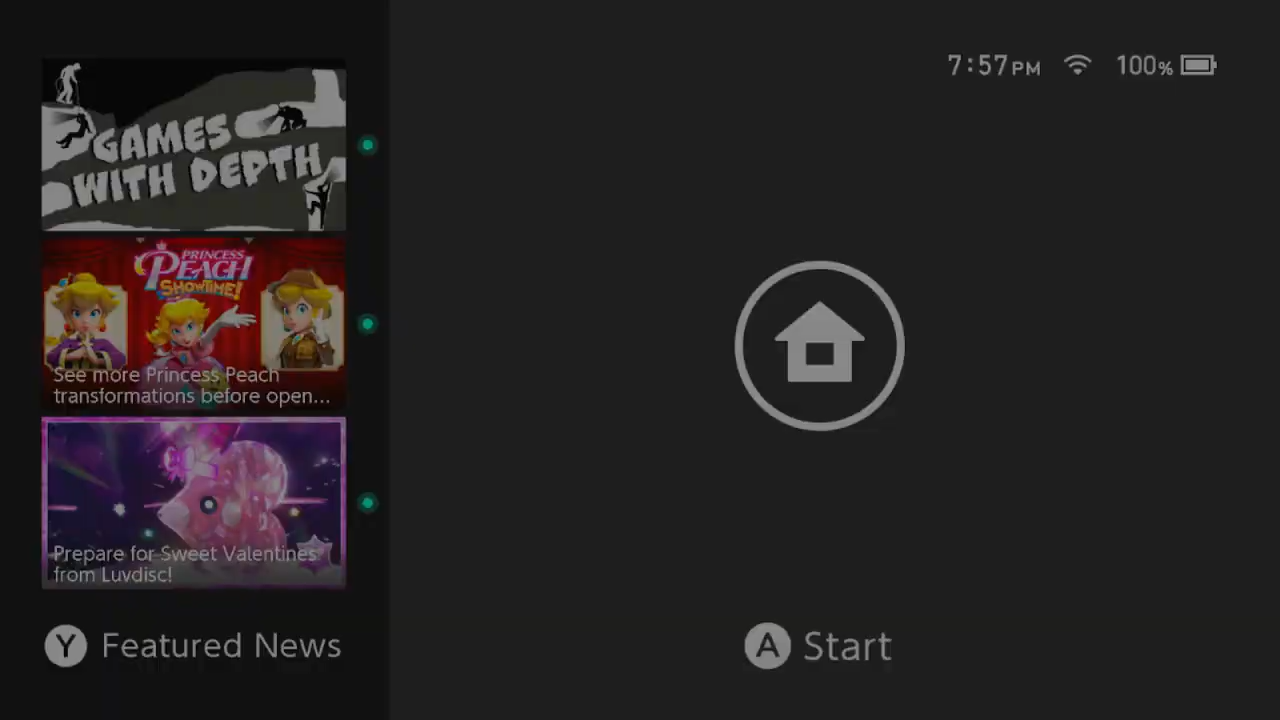 7:57PM 100%
GAMES
WITH DEPTH
PRINCESS
PEACH
SHOWTIME!
See more Princess Peach
transformations before open...
Prepare for Sweet Valentines
from Luvdisc!
Y Featured News
A Start